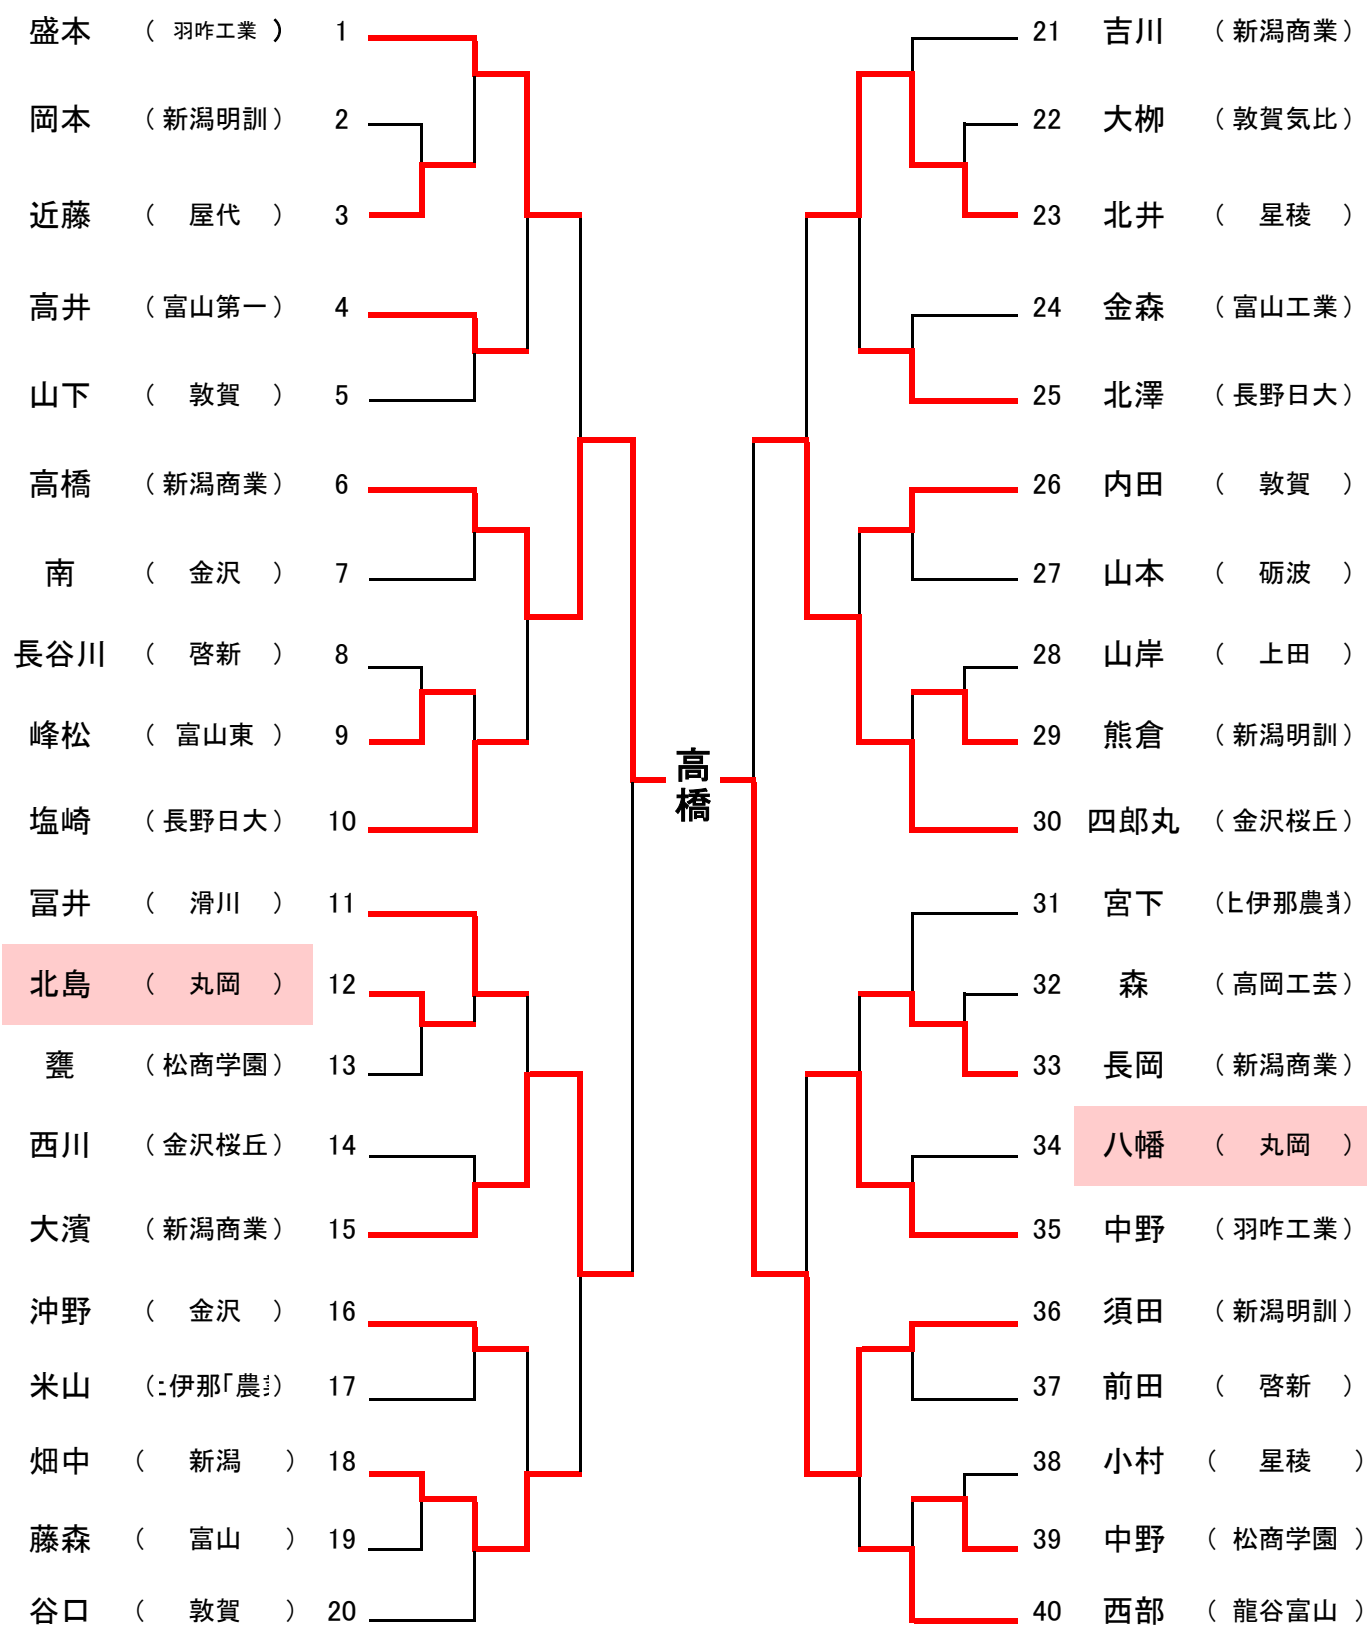 盛本 （ 羽咋工業 ） 1
岡本 （ 新潟明訓 ） 2
近藤 （ 屋代 ） 3
高井 （ 富山第一 ） 4
山下 （ 敦賀 ） 5
高橋 （ 新潟商業 ） 6
南 （ 金沢 ） 7
長谷川 （ 啓新 ） 8
峰松 （ 富山東 ） 9
塩崎 （ 長野日大 ） 10
冨井 （ 滑川 ） 11
北島 （ 丸岡 ） 12
甕 （ 松商学園 ） 13
西川 （ 金沢桜丘 ） 14
大濱 （ 新潟商業 ） 15
沖野 （ 金沢 ） 16
米山 （上伊那「農業） 17
畑中 （ 新潟 ） 18
藤森 （ 富山 ） 19
谷口 （ 敦賀 ） 20
高橋
21 吉川 （ 新潟商業 ）
22 大栁 （ 敦賀気比 ）
23 北井 （ 星稜 ）
24 金森 （ 富山工業 ）
25 北澤 （ 長野日大 ）
26 内田 （ 敦賀 ）
27 山本 （ 砺波 ）
28 山岸 （ 上田 ）
29 熊倉 （ 新潟明訓 ）
30 四郎丸 （ 金沢桜丘 ）
31 宮下 （上伊那農業）
32 森 （ 高岡工芸 ）
33 長岡 （ 新潟商業 ）
34 八幡 （ 丸岡 ）
35 中野 （ 羽咋工業 ）
36 須田 （ 新潟明訓 ）
37 前田 （ 啓新 ）
38 小村 （ 星稜 ）
39 中野 （ 松商学園 ）
40 西部 （ 龍谷富山 ）